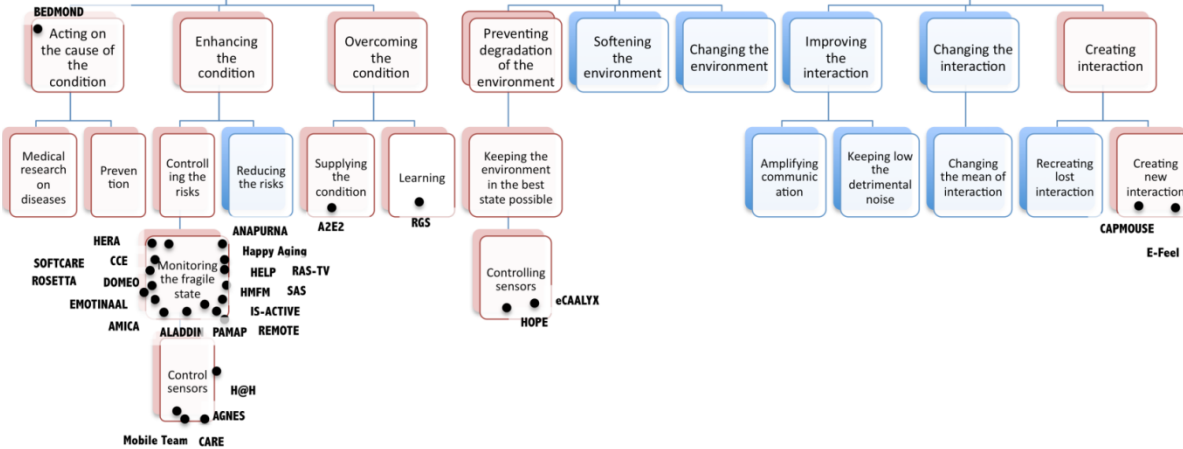 BEDMOND
Acting on
the cause of
the
condition
Enhancing
the
condition
Overcoming
the
condition
Preventing
degradation
of the
environment
Softening
the
environment
Changing the
environment
Improving
the
interaction
Changing the
interaction
Creating
interaction
Medical
research
on
diseases
Preven
tion
Controll
ing the
risks
Reducing
the risks
Supplying
the
condition
Learning
Keeping the
environment
in the best
state possible
Amplifying
communic
ation
Keeping low
the
detrimental
noise
Changing
the mean of
interaction
Recreating
lost
interaction
Creating
new
interaction
A2E2
RGS
CAPMOUSE
E-Feel
ANAPURNA
HERA
Happy Aging
SOFTCARE
CCE
HELP
RAS-TV
ROSETTA
DOMEO
HMFM
SAS
EMOTINAAL
IS-ACTIVE
AMICA
ALADDIN
PAMAP
REMOTE
Monitoring
the fragile
state
Controlling
sensors
eCAALYX
HOPE
Control
sensors
H@H
AGNES
Mobile Team
CARE